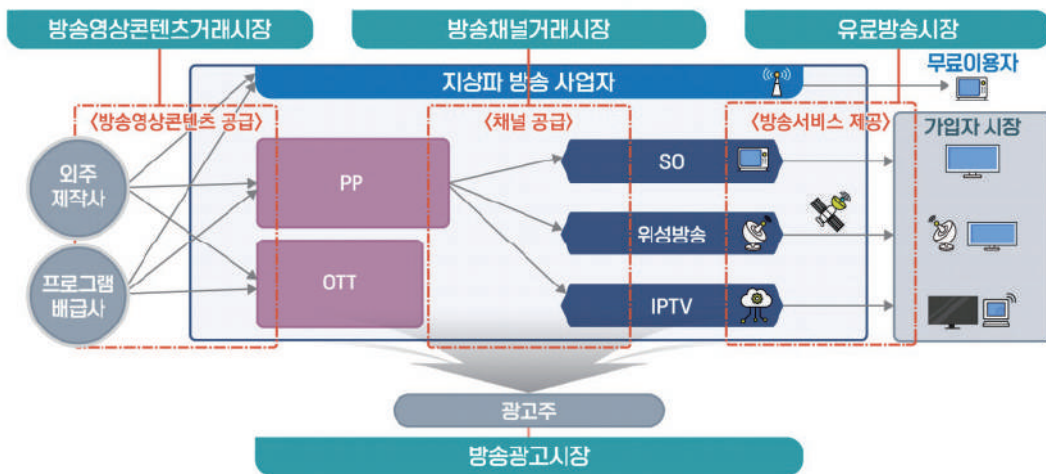 방송영상콘텐츠거래시장
방송채널거래시장
유료방송시장
지상파 방송 사업자
무료이용자
〈방송영상콘텐츠 공급〉
〈채널 공급〉
〈방송서비스 제공〉
가입자 시장
외주
제작사
PP
SO
위성방송
프로그램
배급사
OTT
IPTV
광고주
방송광고시장